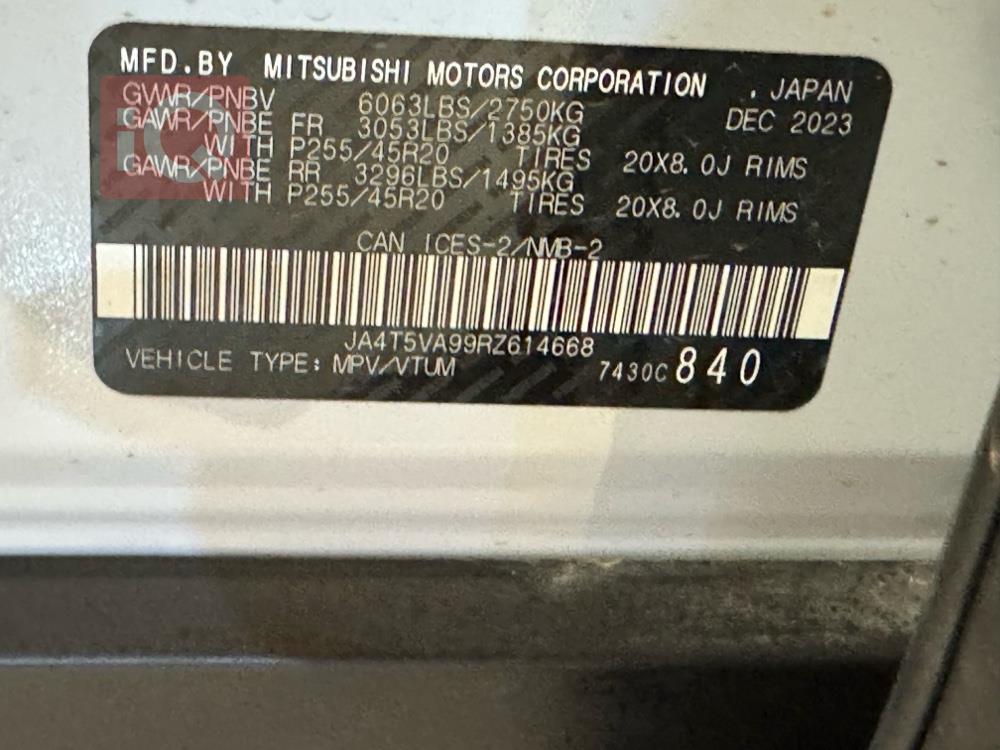 MFD.BY MITSUBISHI MOTORS CORPORATION . JAPAN
GVWR/PNBV 6063LBS/2750KG DEC 2023
GAWR/PNBE FR 3053LBS/1385KG
WITH P255/45R20 TIRES 20X8.0J RIMS
GAWR/PNBE RR 3296LBS/1495KG
WITH P255/45R20 TIRES 20X8.0J RIMS
CAN ICES-2/NMB-2
JA4T5VA99RZ614668
VEHICLE TYPE: MPV/VTUM 7430C 840
iQ